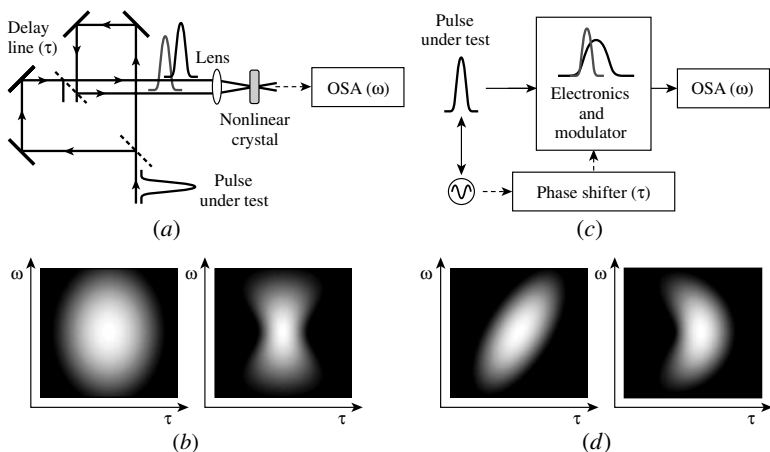 Delay
line (τ)
Lens
OSA (ω)
Nonlinear
crystal
Pulse
under test
(a)
Pulse
under test
Electronics
and
modulator
OSA (ω)
Phase shifter (τ)
(c)
ω
τ
ω
τ
(b)
ω
τ
ω
τ
(d)